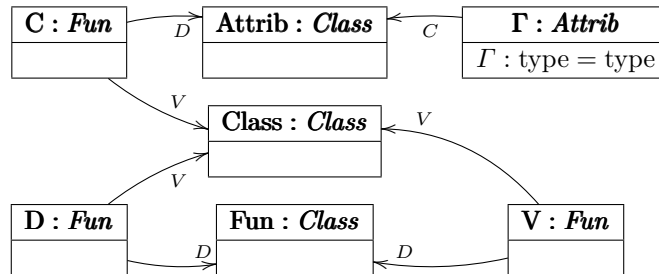 C : Fun D Attrib : Class C Γ : Attrib
Γ : type = type
V
Class : Class V
V
D : Fun Fun : Class V : Fun
D D